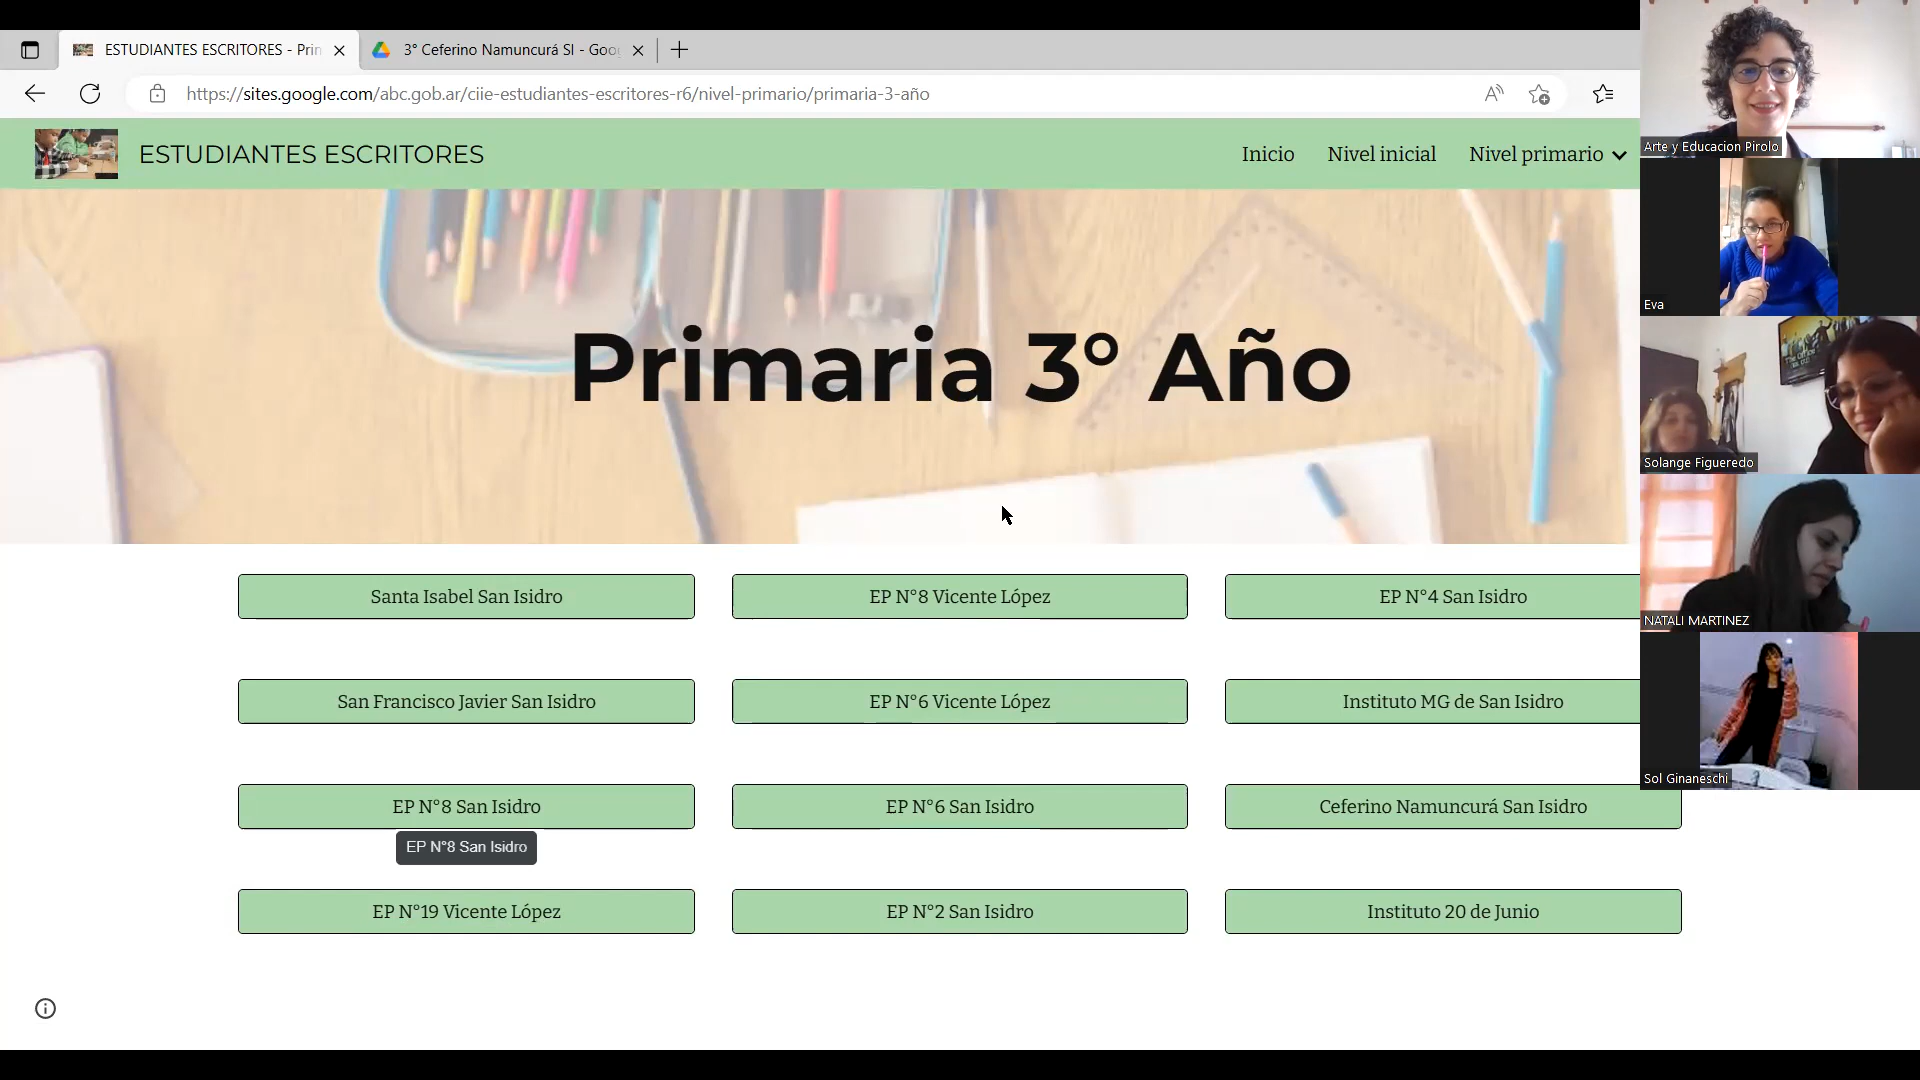 ESTUDIANTES ESCRITORES - Prin
3° Ceferino Namuncurá SI - Goo
https://sites.google.com/abc.gob.ar/ciie-estudiantes-escritores-r6/nivel-primario/primaria-3-año
ESTUDIANTES ESCRITORES
Inicio
Nivel inicial
Nivel primario
Primaria 3° Año
Santa Isabel San Isidro
EP N°8 Vicente López
EP N°4 San Isidro
San Francisco Javier San Isidro
EP N°6 Vicente López
Instituto MG de San Isidro
EP N°8 San Isidro
EP N°6 San Isidro
Ceferino Namuncurá San Isidro
EP N°8 San Isidro
EP N°19 Vicente López
EP N°2 San Isidro
Instituto 20 de Junio
Arte y Educacion Pirolo
Eva
The Office
Solange Figueredo
NATALI MARTINEZ
Sol Ginaneschi